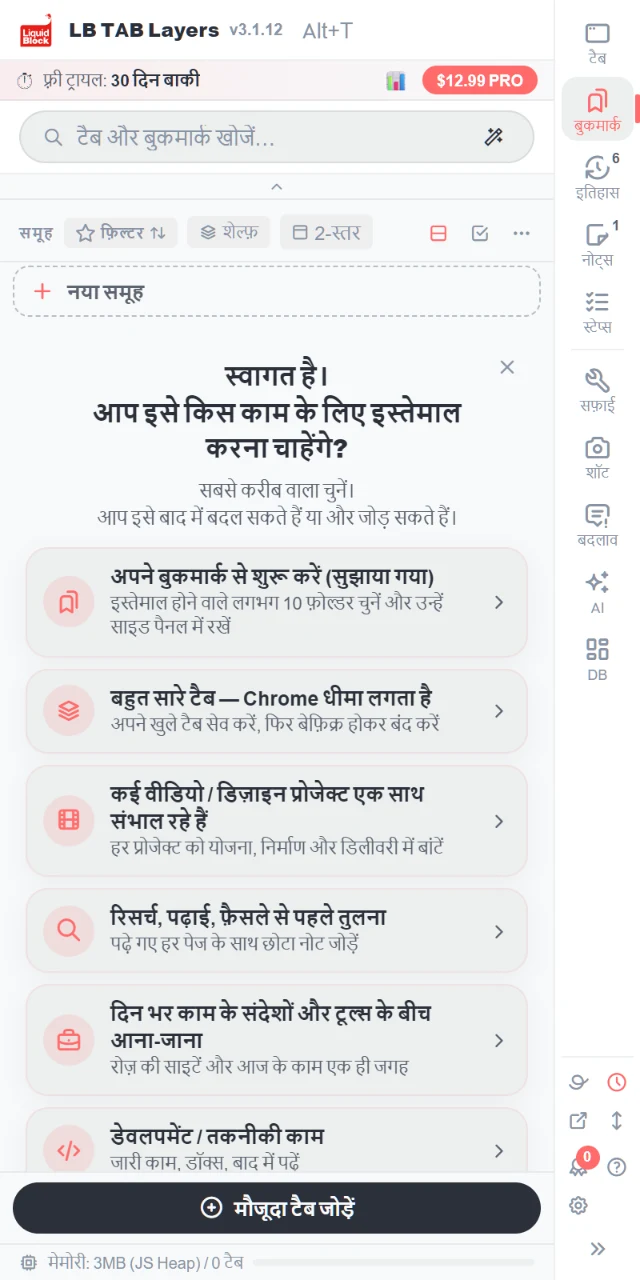 Liquid Block
LB TAB Layers v3.1.12 Alt+T
फ़्री ट्रायल: 30 दिन बाकी
$12.99 PRO
टैब और बुकमार्क खोजें…
समूह फ़िल्टर शेल्फ़ 2-स्तर
नया समूह
स्वागत है।
आप इसे किस काम के लिए इस्तेमाल
करना चाहेंगे?
सबसे करीब वाला चुनें।
आप इसे बाद में बदल सकते हैं या और जोड़ सकते हैं।
अपने बुकमार्क से शुरू करें (सुझाया गया)
इस्तेमाल होने वाले लगभग 10 फ़ोल्डर चुनें और उन्हें
साइड पैनल में रखें
बहुत सारे टैब — Chrome धीमा लगता है
अपने खुले टैब सेव करें, फिर बेफ़िक्र होकर बंद करें
कई वीडियो / डिज़ाइन प्रोजेक्ट एक साथ
संभाल रहे हैं
हर प्रोजेक्ट को योजना, निर्माण और डिलीवरी में बांटें
रिसर्च, पढ़ाई, फ़ैसले से पहले तुलना
पढ़े गए हर पेज के साथ छोटा नोट जोड़ें
दिन भर काम के संदेशों और टूल्स के बीच
आना-जाना
रोज़ की साइटें और आज के काम एक ही जगह
डेवलपमेंट / तकनीकी काम
जारी काम, डॉक्स, बाद में पढ़ें
मौजूदा टैब जोड़ें
मेमोरी: 3MB (JS Heap) / 0 टैब
टैब
बुकमार्क
6
इतिहास
1
नोट्स
स्टेप्स
सफ़ाई
शॉट
बदलाव
AI
DB
0